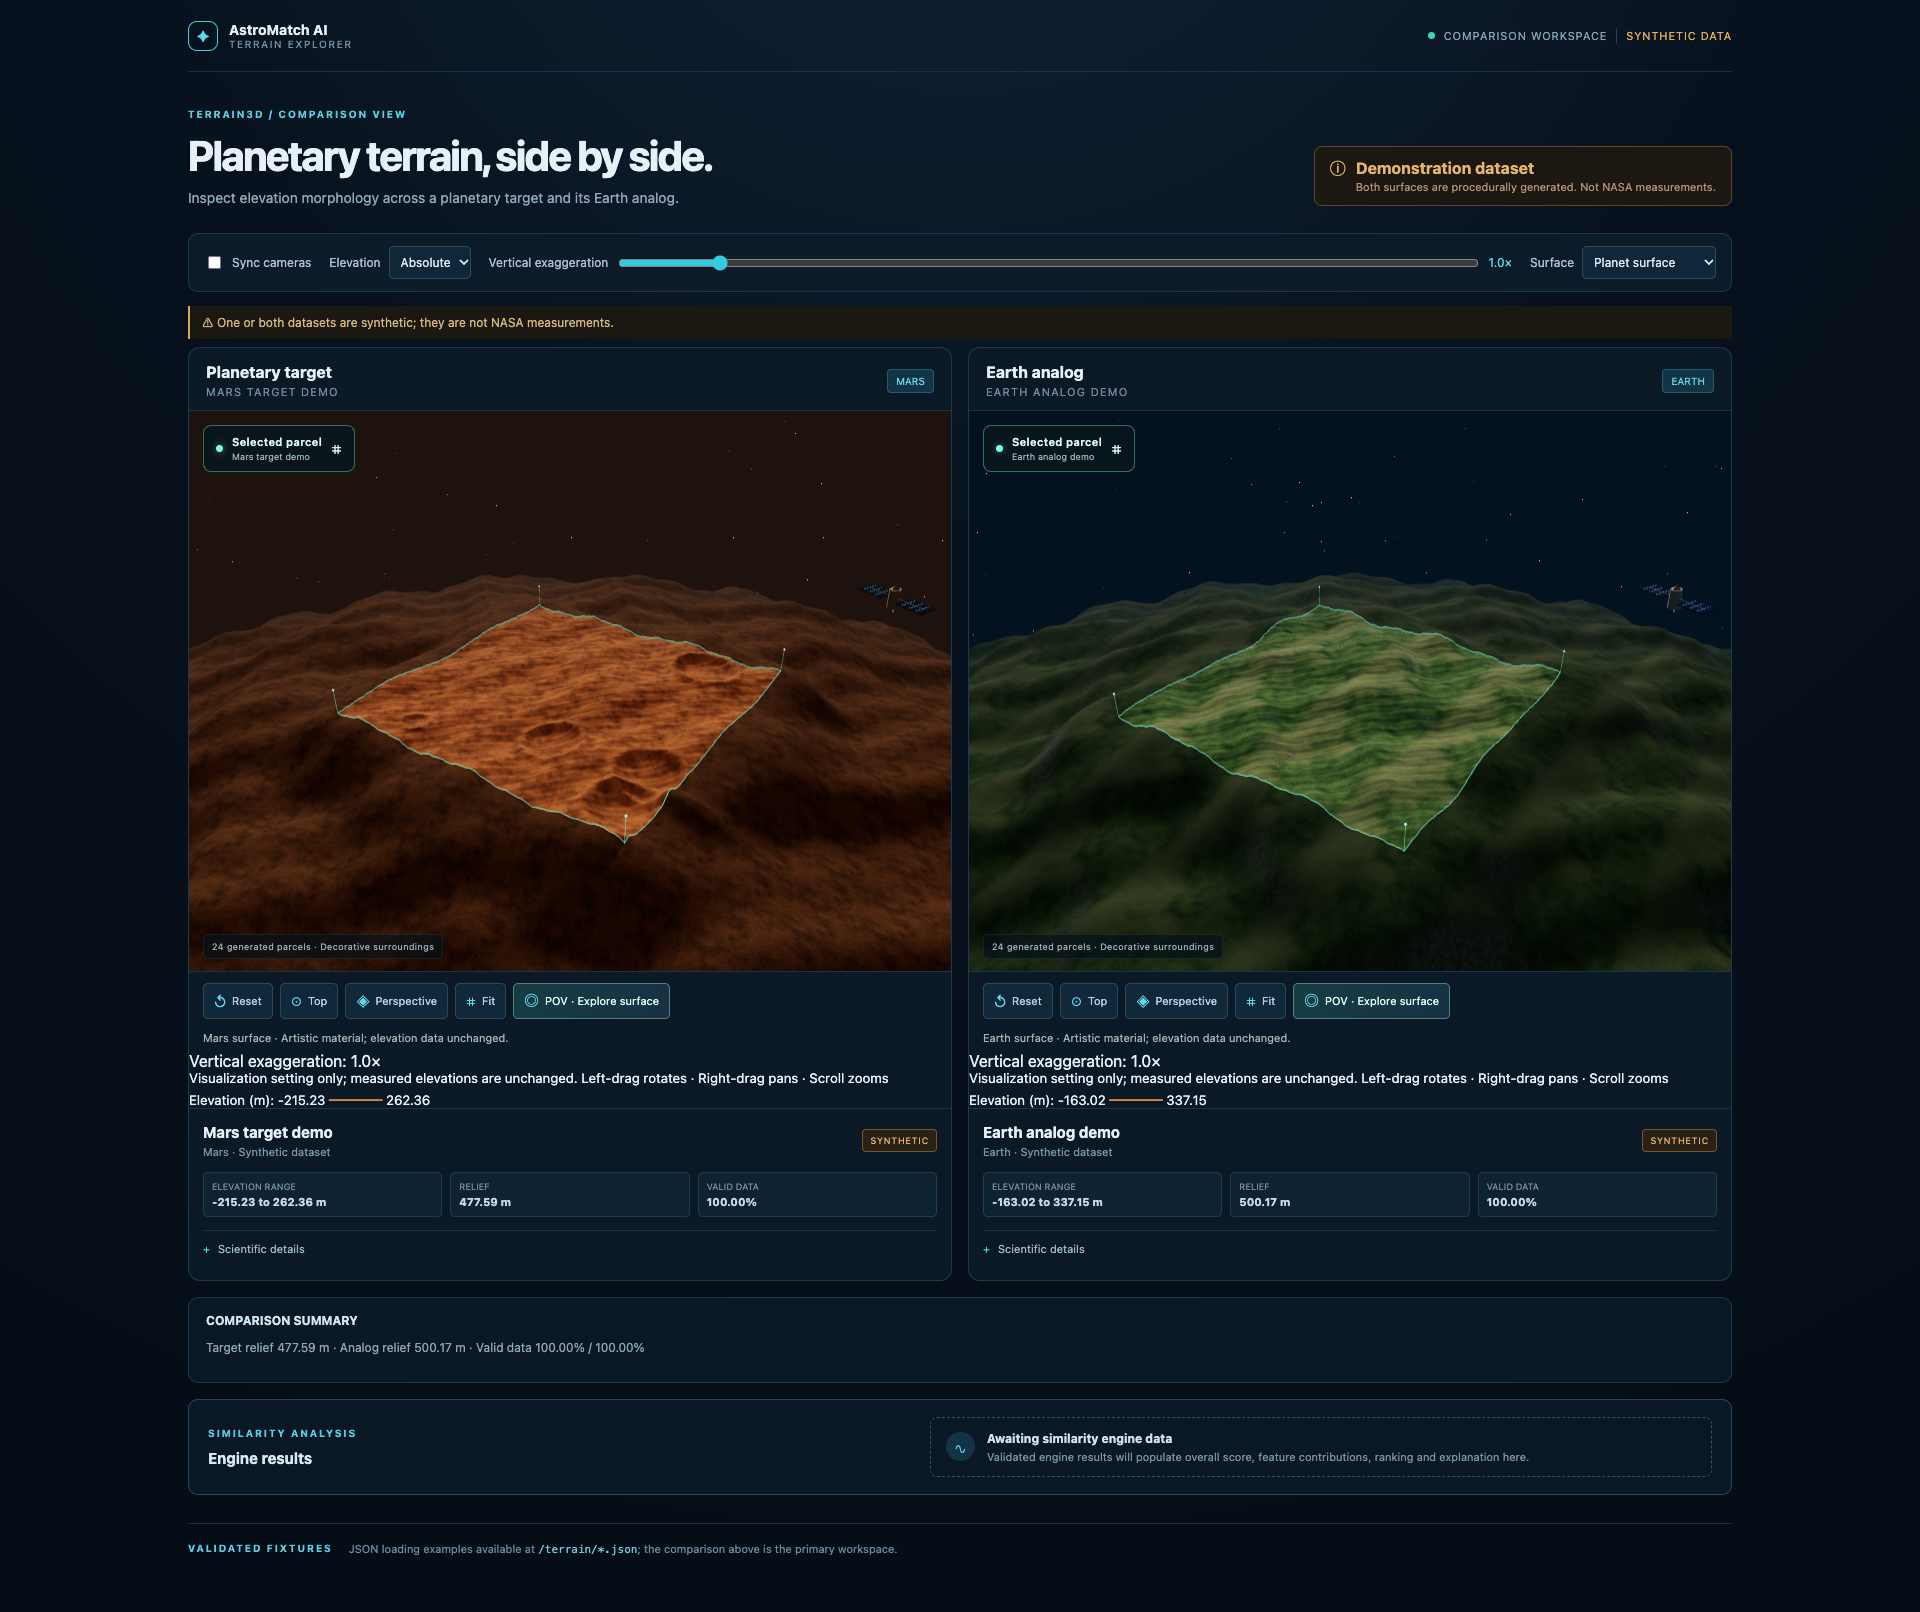 AstroMatch AI
TERRAIN EXPLORER
COMPARISON WORKSPACE
SYNTHETIC DATA
TERRAIN3D / COMPARISON VIEW
Planetary terrain, side by side.
Inspect elevation morphology across a planetary target and its Earth analog.
Demonstration dataset
Both surfaces are procedurally generated. Not NASA measurements.
Sync cameras Elevation Absolute Vertical exaggeration 1.0× Surface Planet surface
⚠ One or both datasets are synthetic; they are not NASA measurements.
Planetary target
MARS TARGET DEMO
MARS
Selected parcel
Mars target demo
24 generated parcels · Decorative surroundings
Reset Top Perspective Fit POV · Explore surface
Mars surface · Artistic material; elevation data unchanged.
Vertical exaggeration: 1.0×
Visualization setting only; measured elevations are unchanged. Left-drag rotates · Right-drag pans · Scroll zooms
Elevation (m): -215.23 262.36
Mars target demo
Mars · Synthetic dataset
SYNTHETIC
ELEVATION RANGE
-215.23 to 262.36 m
RELIEF
477.59 m
VALID DATA
100.00%
+ Scientific details
Earth analog
EARTH ANALOG DEMO
EARTH
Selected parcel
Earth analog demo
24 generated parcels · Decorative surroundings
Reset Top Perspective Fit POV · Explore surface
Earth surface · Artistic material; elevation data unchanged.
Vertical exaggeration: 1.0×
Visualization setting only; measured elevations are unchanged. Left-drag rotates · Right-drag pans · Scroll zooms
Elevation (m): -163.02 337.15
Earth analog demo
Earth · Synthetic dataset
SYNTHETIC
ELEVATION RANGE
-163.02 to 337.15 m
RELIEF
500.17 m
VALID DATA
100.00%
+ Scientific details
COMPARISON SUMMARY
Target relief 477.59 m · Analog relief 500.17 m · Valid data 100.00% / 100.00%
SIMILARITY ANALYSIS
Engine results
Awaiting similarity engine data
Validated engine results will populate overall score, feature contributions, ranking and explanation here.
VALIDATED FIXTURES JSON loading examples available at /terrain/*.json; the comparison above is the primary workspace.